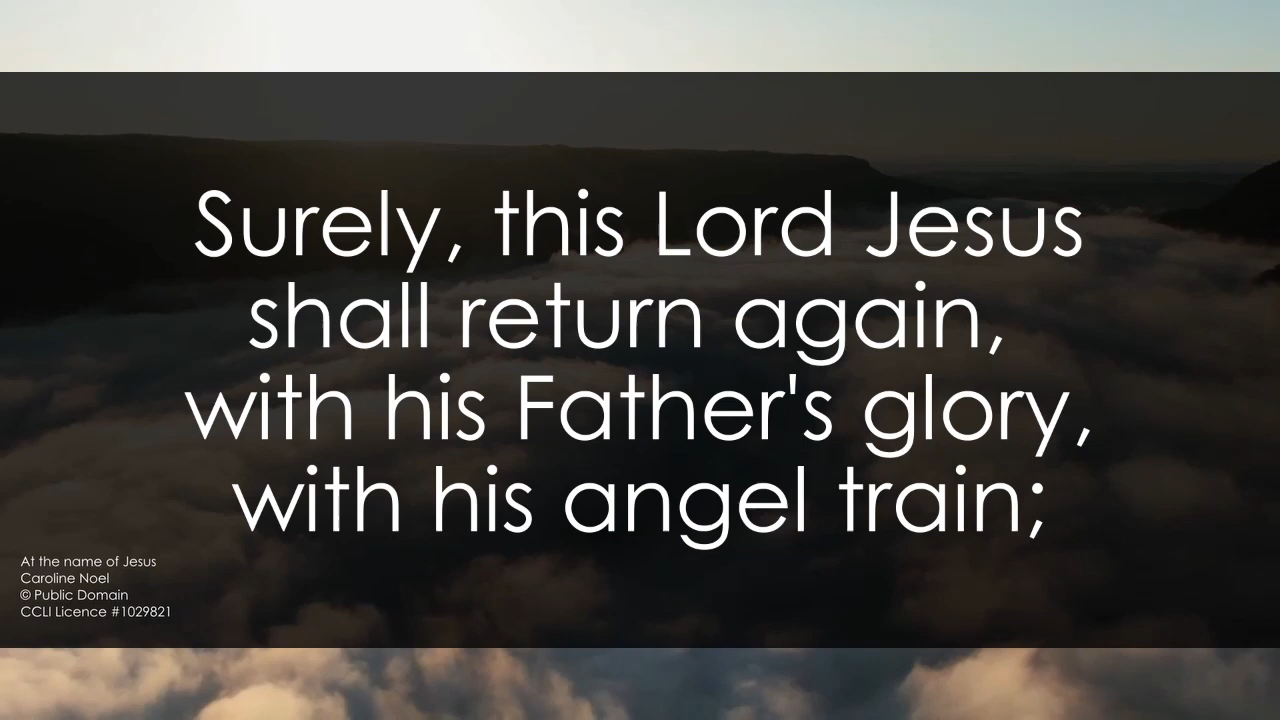 Surely, this Lord Jesus
shall return again,
with his Father's glory,
with his angel train;
At the name of Jesus
Caroline Noel
© Public Domain
CCLI Licence #1029821